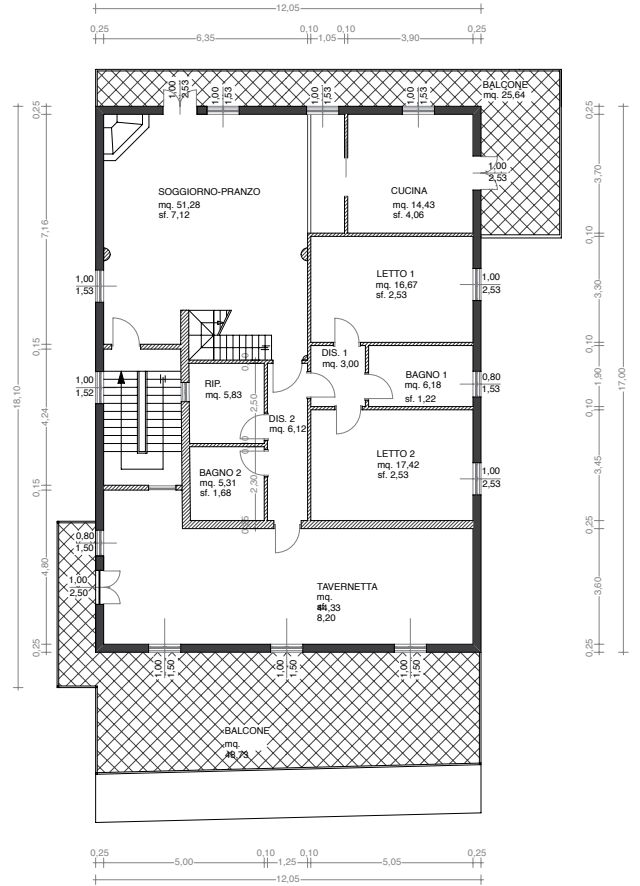 12,05
0,25
6,35
0,10
1,05
0,10
3,90
0,25
1,00
2,53
1,00
1,53
1,00
1,53
1,00
1,53
BALCONE
mq. 25,64
0,25
7,16
0,15
4,24
0,15
4,80
0,25
18,10
0,25
3,70
0,10
3,30
0,10
1,90
0,10
3,45
0,25
3,60
0,25
17,00
1,00
2,53
SOGGIORNO-PRANZO
mq. 51,28
sf. 7,12
CUCINA
mq. 14,43
sf. 4,06
1,00
1,53
LETTO 1
mq. 16,67
sf. 2,53
1,00
2,53
DIS. 1
mq. 3,00
1,00
1,52
RIP.
mq. 5,83
2,50
BAGNO 1
mq. 6,18
sf. 1,22
0,80
1,53
DIS. 2
mq. 6,12
BAGNO 2
mq. 5,31
sf. 1,68
2,30
LETTO 2
mq. 17,42
sf. 2,53
1,00
2,53
0,80
1,50
1,00
2,50
TAVERNETTA
mq.
44,33
8,20
1,00
1,50
1,00
1,50
1,00
1,50
BALCONE
mq.
0,25
5,00
0,10
1,25
0,10
5,05
0,25
12,05